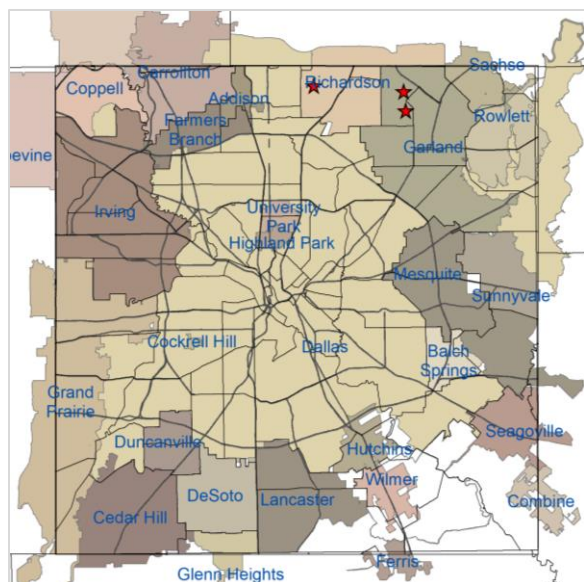 Sachse
Carrollton
Richardson
Coppell
Addison
Rowlett
Farmers
Branch
Garland
evine
Irving
University
Park
Highland Park
Mesquite
Sunnyvale
Cockrell Hill
Dallas
Balch
Springs
Grand
Prairie
Duncanville
Hutchins
Seagoville
DeSoto
Lancaster
Wilmer
Cedar Hill
Combine
Ferris
Glenn Heights